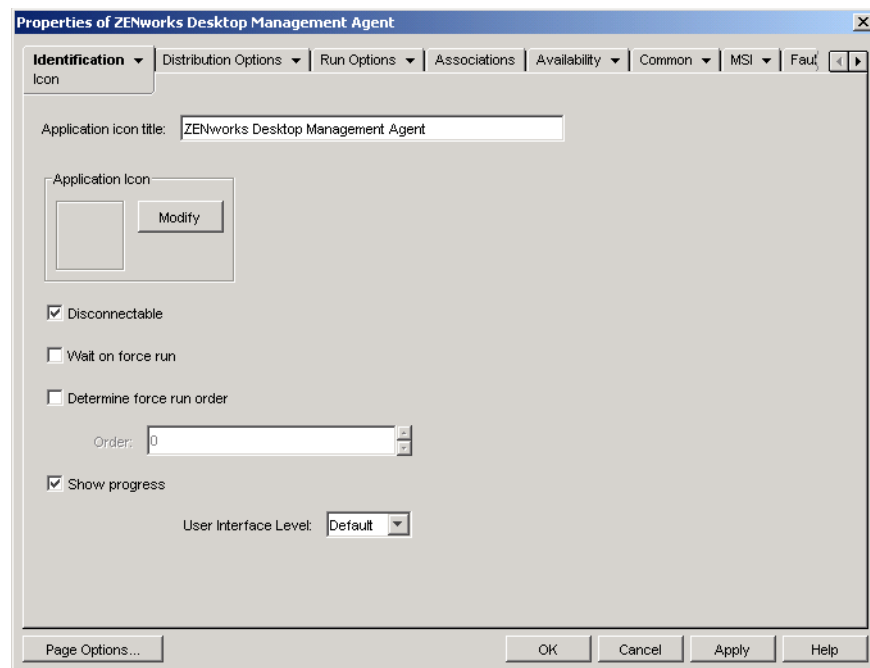 Properties of ZENworks Desktop Management Agent
Identification Distribution Options Run Options Associations Availability Common MSI Faul
Icon
Application icon title: ZENworks Desktop Management Agent
Application Icon
Modify
Disconnectable
Wait on force run
Determine force run order
Order: 0
Show progress
User Interface Level: Default
Page Options... OK Cancel Apply Help